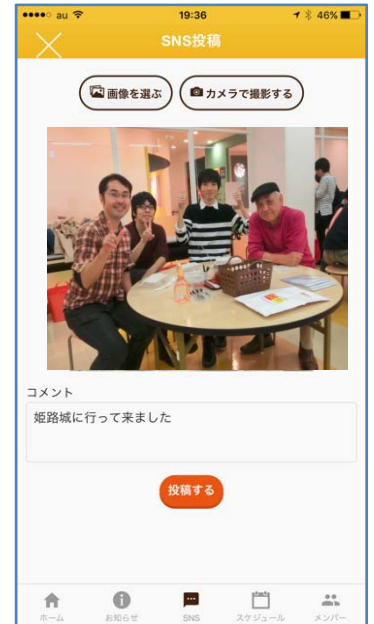 au 19:36 46%
SNS投稿
画像を選ぶ カメラで撮影する
コメント
姫路城に行って来ました
投稿する
ホーム お知らせ SNS スケジュール メンバー